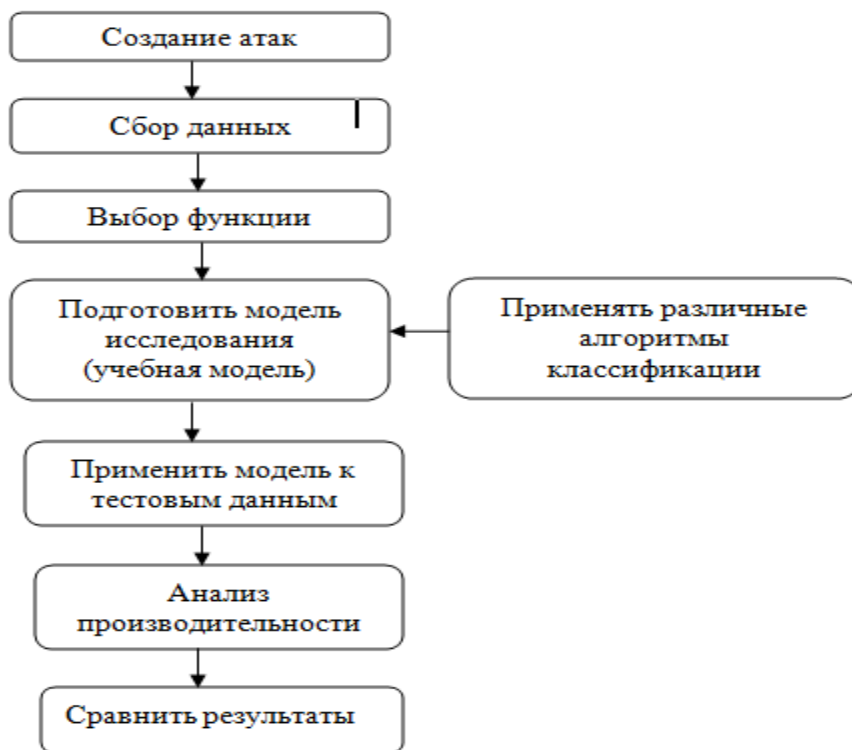 Создание атак
Сбор данных
Выбор функции
Подготовить модель
исследования
(учебная модель)
Применять различные
алгоритмы
классификации
Применить модель к
тестовым данным
Анализ
производительности
Сравнить результаты